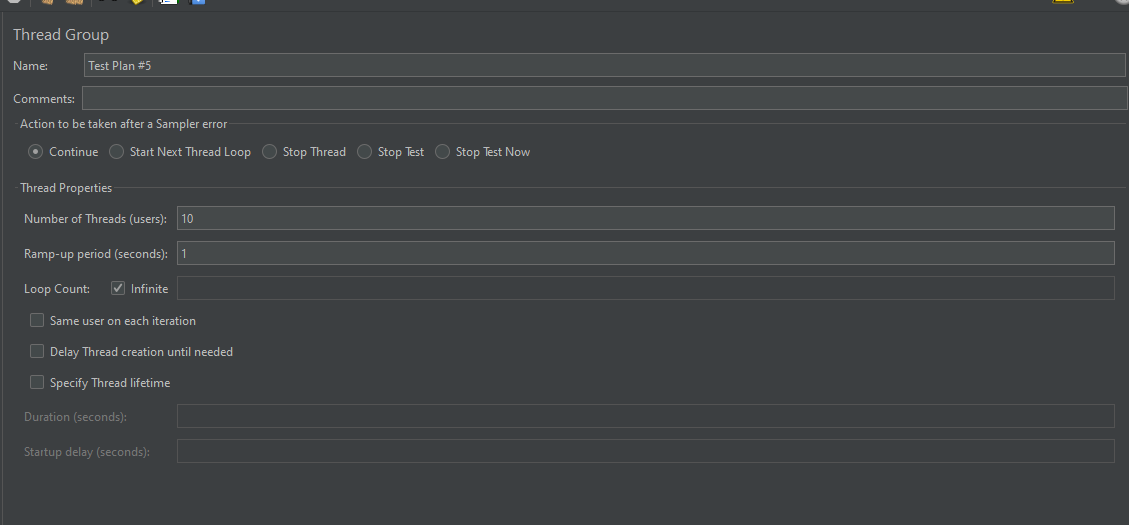 Thread Group
Name: Test Plan #5
Comments:
Action to be taken after a Sampler error
Continue Start Next Thread Loop Stop Thread Stop Test Stop Test Now
Thread Properties
Number of Threads (users): 10
Ramp-up period (seconds): 1
Loop Count: Infinite
Same user on each iteration
Delay Thread creation until needed
Specify Thread lifetime
Duration (seconds):
Startup delay (seconds):